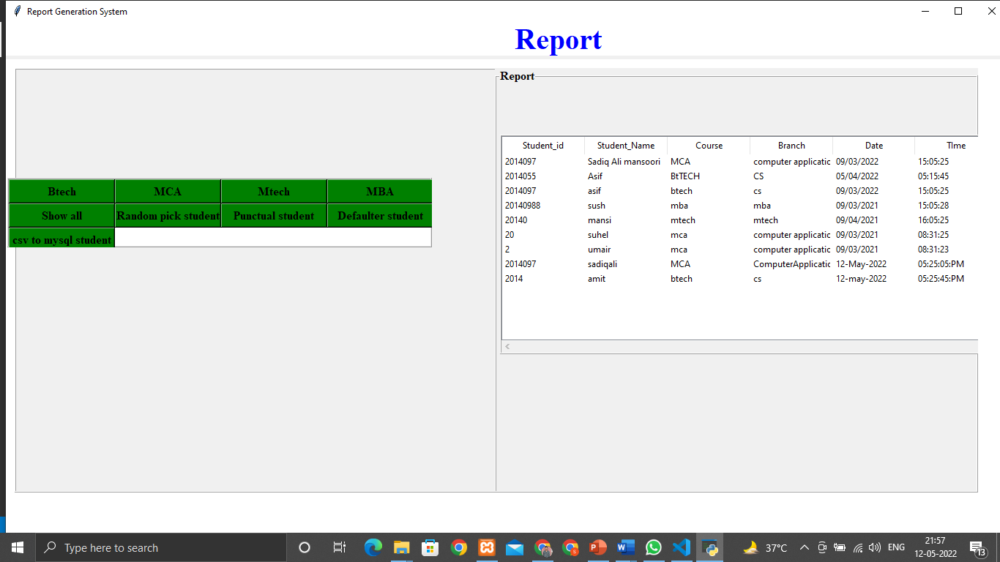 Report Generation System
Report
Report
Btech MCA Mtech MBA
Show all Random pick student Punctual student Defaulter student
csv to mysql student
Student_id Student_Name Course Branch Date TIme
2014097 Sadiq Ali mansoori MCA computer applicatic 09/03/2022 15:05:25
2014055 Asif BtTECH CS 05/04/2022 05:15:45
2014097 asif btech cs 09/03/2022 15:05:25
20140988 sush mba mba 09/03/2021 15:05:28
20140 mansi mtech mtech 09/04/2021 16:05:25
20 suhel mca computer applicatic 09/03/2021 08:31:25
2 umair mca computer applicatic 09/03/2021 08:31:23
2014097 sadiqali MCA ComputerApplicatic 12-May-2022 05:25:05:PM
2014 amit btech cs 12-may-2022 05:25:45:PM
Type here to search
37°C
ENG
21:57
12-05-2022
13